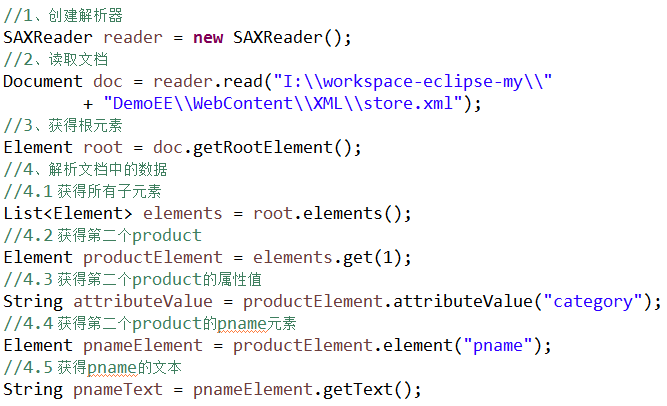 //1、创建解析器
SAXReader reader = new SAXReader();
//2、读取文档
Document doc = reader.read("I:\\workspace-eclipse-my\\"
        + "DemoEE\\WebContent\\XML\\store.xml");
//3、获得根元素
Element root = doc.getRootElement();
//4、解析文档中的数据
//4.1 获得所有子元素
List<Element> elements = root.elements();
//4.2 获得第二个product
Element productElement = elements.get(1);
//4.3 获得第二个product的属性值
String attributeValue = productElement.attributeValue("category");
//4.4 获得第二个product的pname元素
Element pnameElement = productElement.element("pname");
//4.5 获得pname的文本
String pnameText = pnameElement.getText();